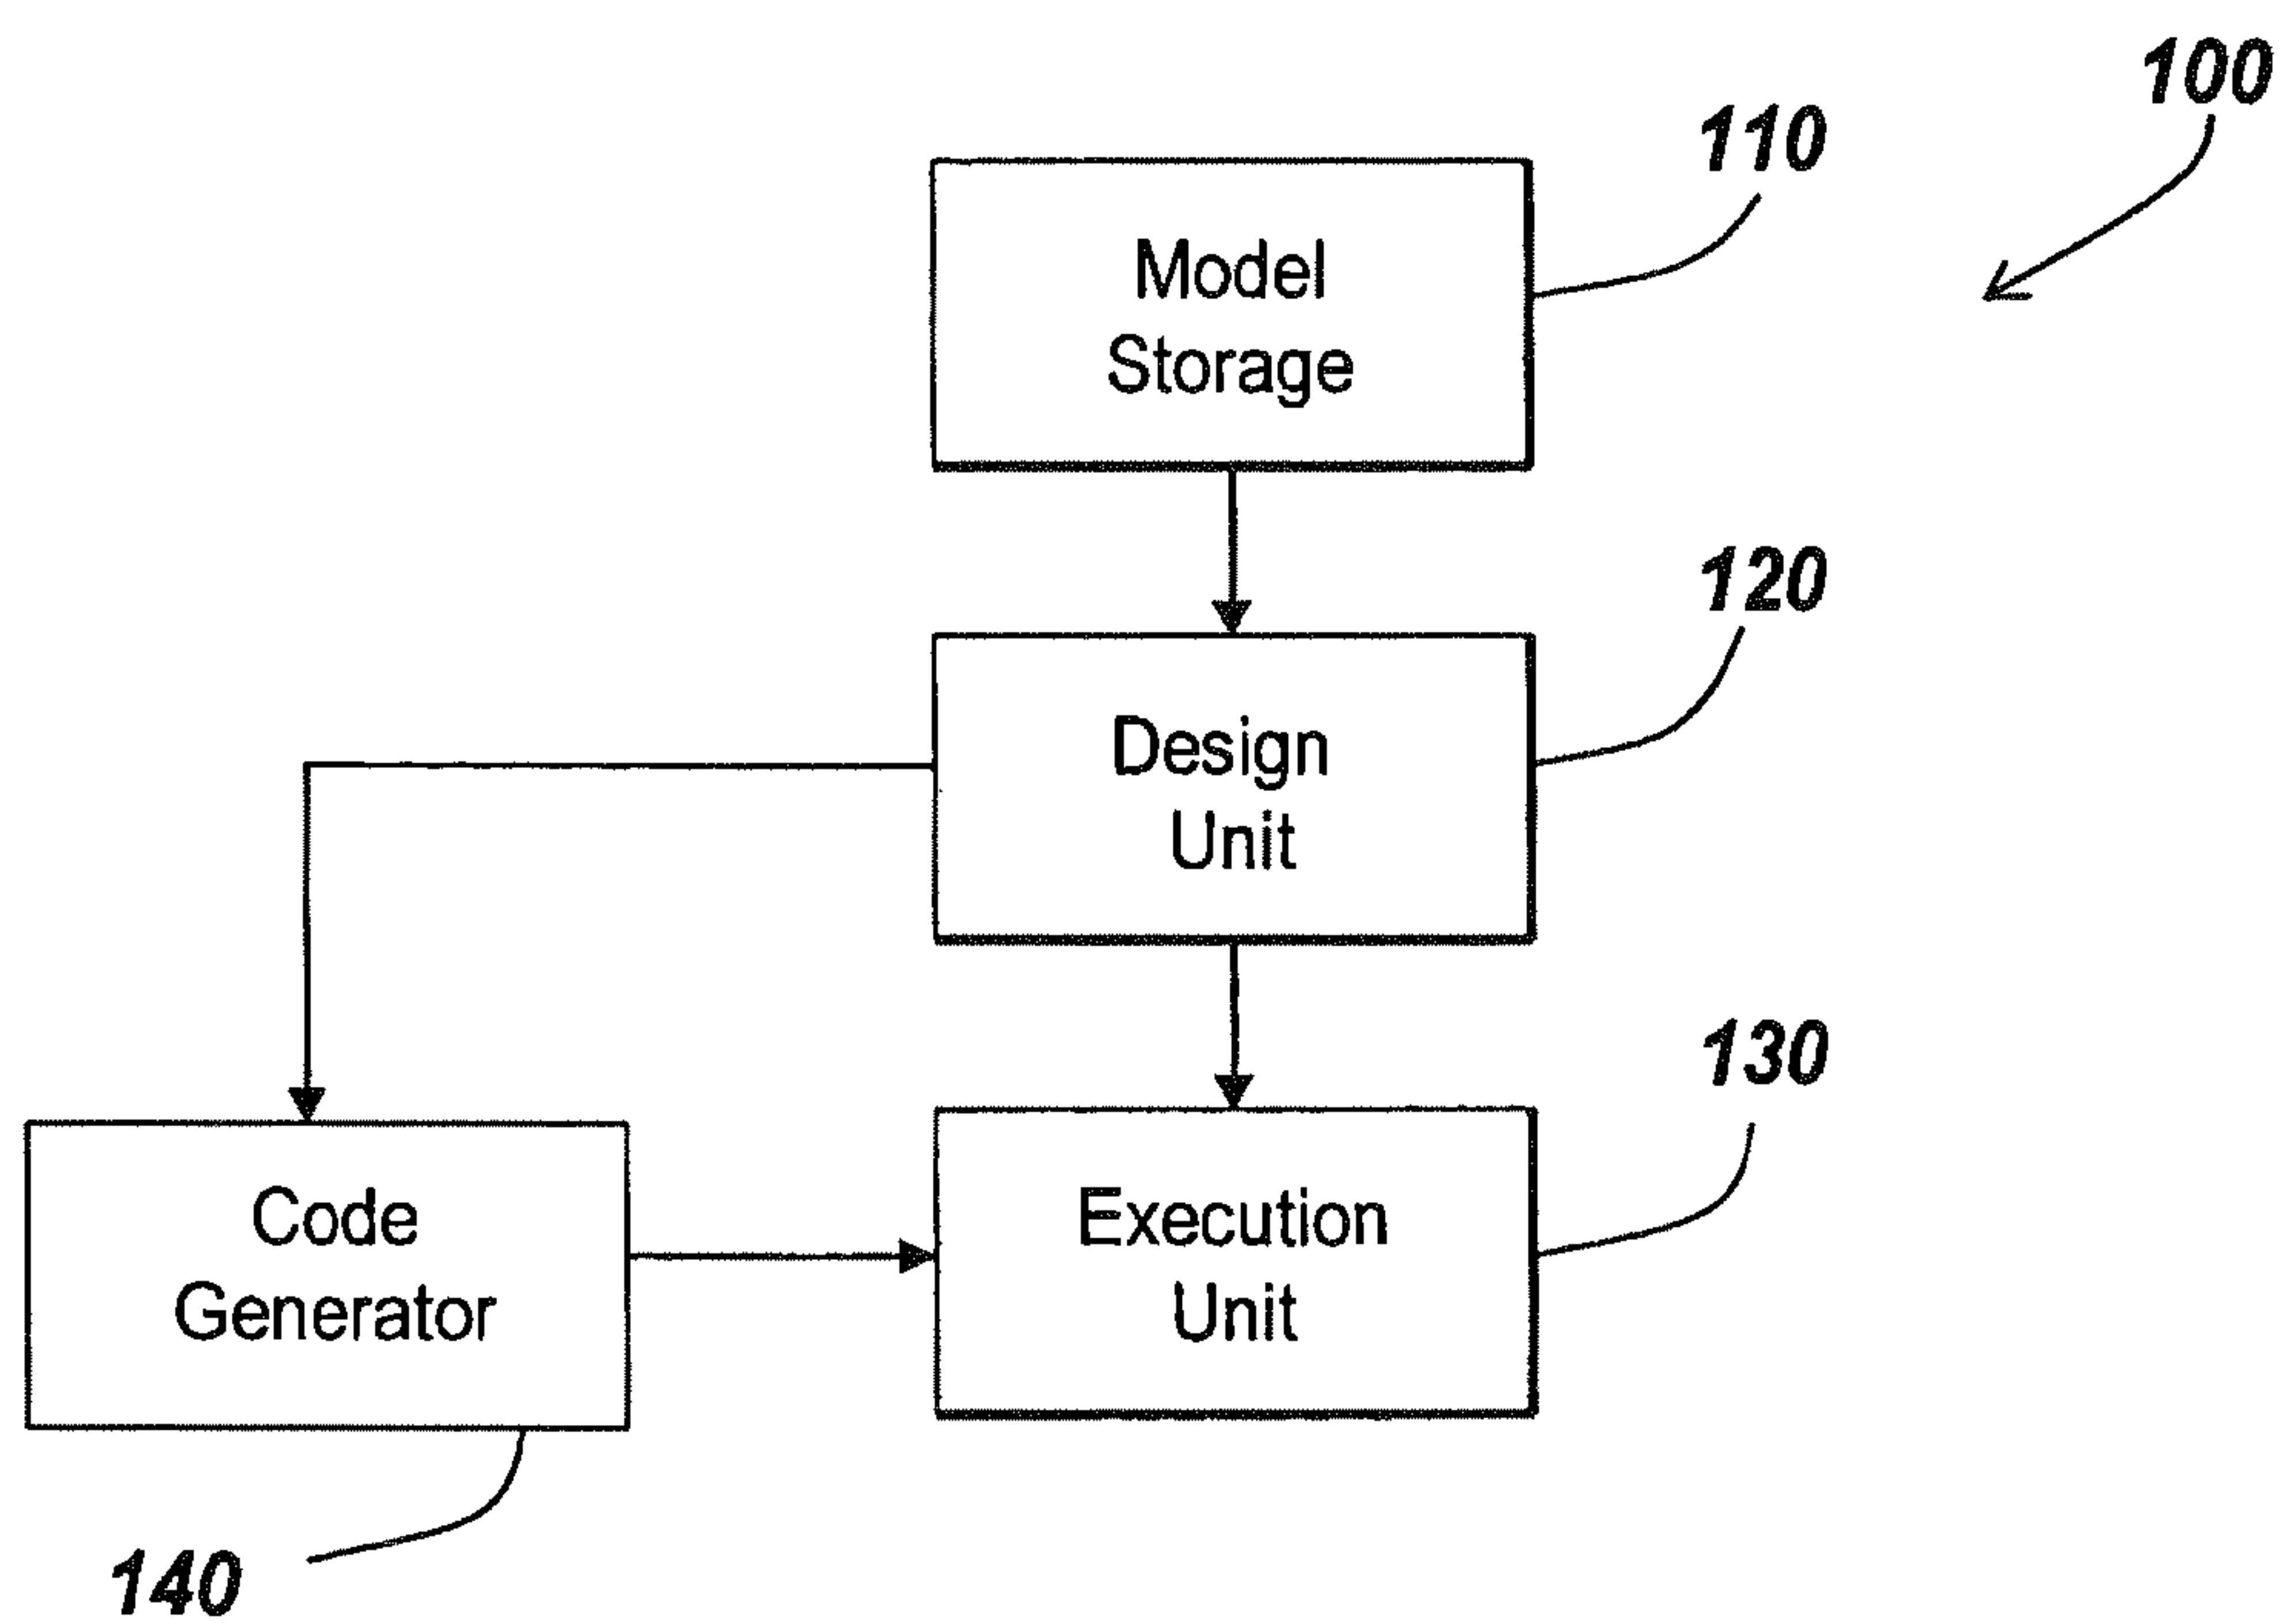 100
110
Model
Storage
120
Design
Unit
130
Code
Generator
Execution
Unit
140